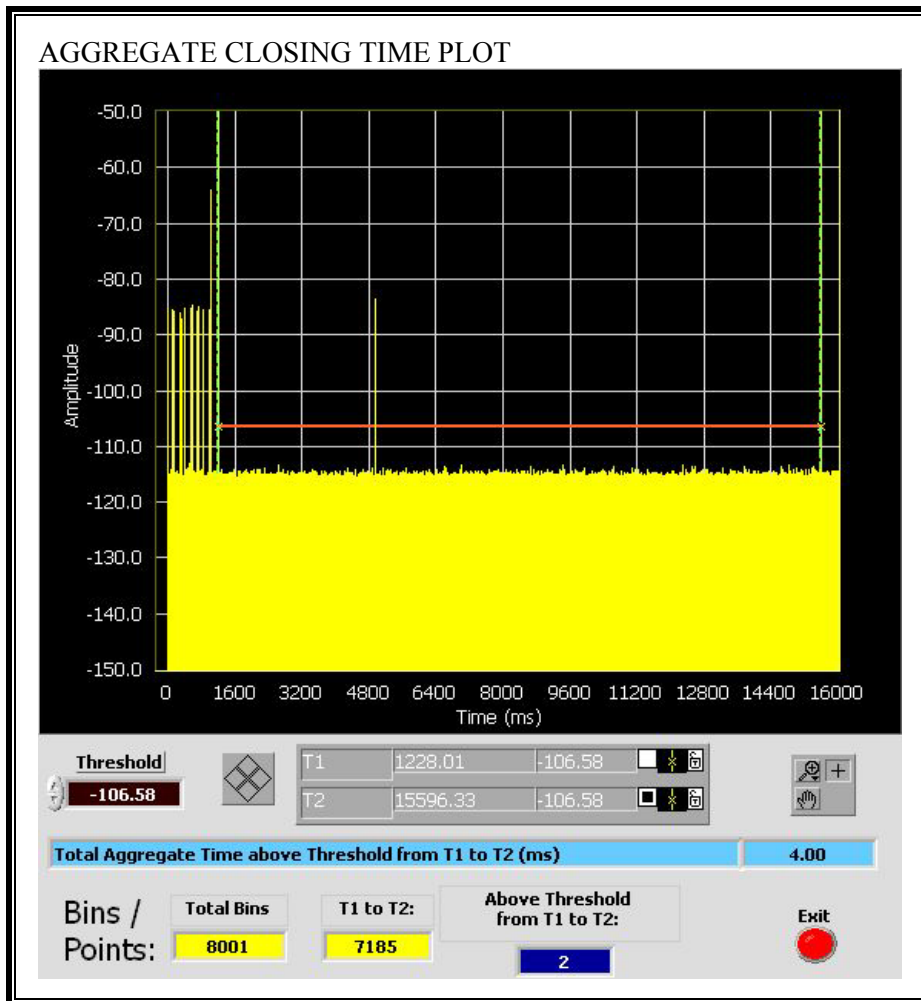 AGGREGATE CLOSING TIME PLOT
-50.0
-60.0
-70.0
-80.0
-90.0
-100.0
-110.0
-120.0
-130.0
-140.0
-150.0
Amplitude
0 1600 3200 4800 6400 8000 9600 11200 12800 14400 16000
Time (ms)
Threshold
-106.58
T1 1228.01 -106.58
T2 15596.33 -106.58
Total Aggregate Time above Threshold from T1 to T2 (ms) 4.00
Bins / Points:
Total Bins
8001
T1 to T2:
7185
Above Threshold
from T1 to T2:
2
Exit